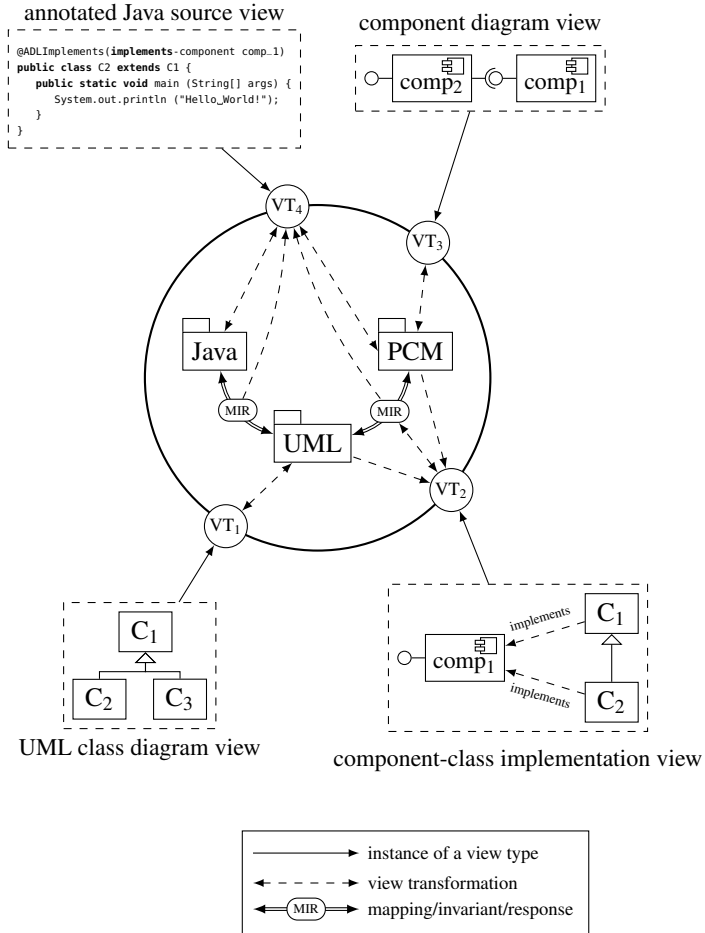 annotated Java source view
@ADLImplements(implements-component comp_1)
public class C2 extends C1 {
public static void main (String[] args) {
System.out.println ("Hello␣World!");
}
}
component diagram view
comp2
comp1
VT4
VT3
Java
PCM
MIR
MIR
UML
VT2
VT1
C1
C2
C3
UML class diagram view
implements
C1
comp1
implements
C2
component-class implementation view
instance of a view type
view transformation
MIR
mapping/invariant/response